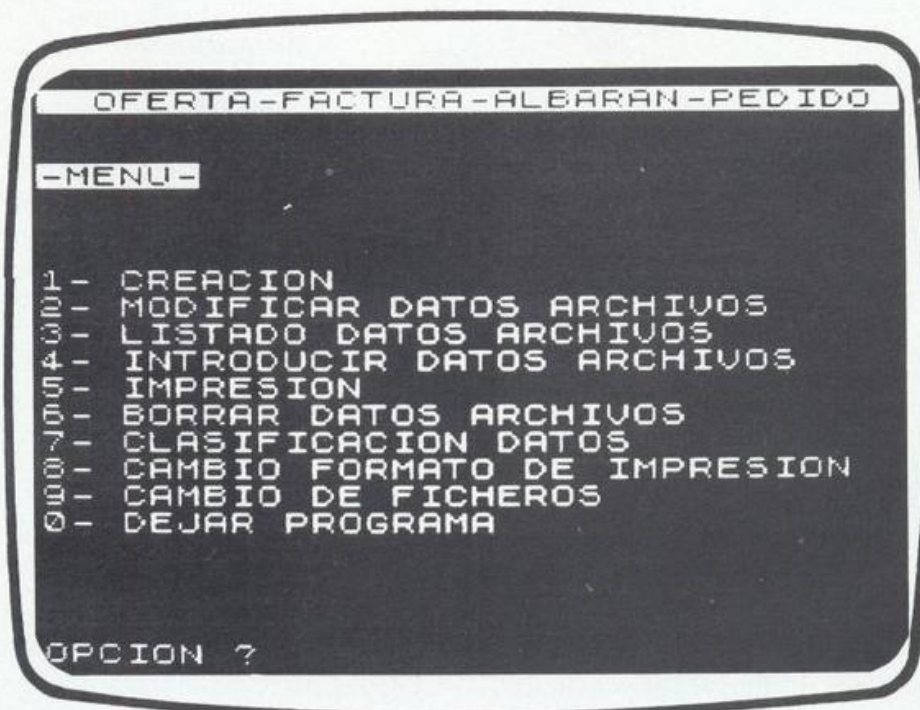 OFERTA-FACTURA-ALBARAN-PEDIDO
-MENU-
1- CREACION
2- MODIFICAR DATOS ARCHIVOS
3- LISTADO DATOS ARCHIVOS
4- INTRODUCIR DATOS ARCHIVOS
5- IMPRESION
6- BORRAR DATOS ARCHIVOS
7- CLASIFICACION DATOS
8- CAMBIO FORMATO DE IMPRESION
9- CAMBIO DE FICHEROS
0- DEJAR PROGRAMA
OPCION ?